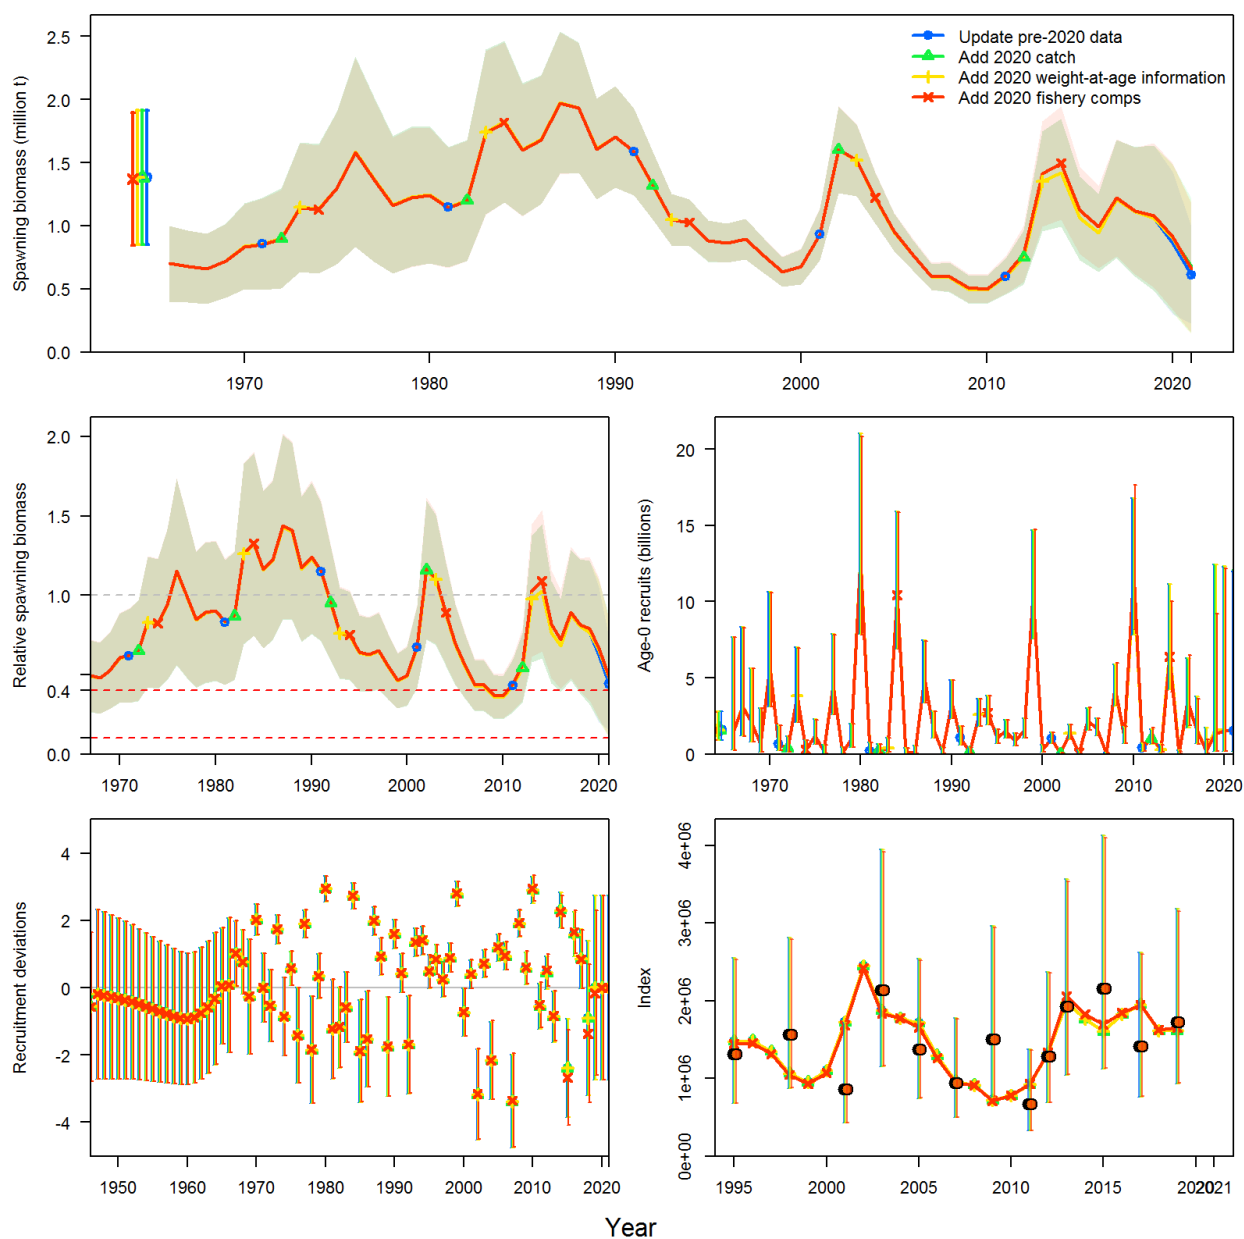 Update pre-2020 data
Add 2020 catch
Add 2020 weight-at-age information
Add 2020 fishery comps
Spawning biomass (million t)
2.5
2.0
1.5
1.0
0.5
0.0
1970 1980 1990 2000 2010 2020
Relative spawning biomass
2.0
1.5
1.0
0.4
0.0
1970 1980 1990 2000 2010 2020
Age-0 recruits (billions)
20
15
10
5
0
1970 1980 1990 2000 2010 2020
Recruitment deviations
4
2
0
-2
-4
1950 1960 1970 1980 1990 2000 2010 2020
Index
4e+06
3e+06
2e+06
1e+06
0e+00
1995 2000 2005 2010 2015 2020 2021
Year